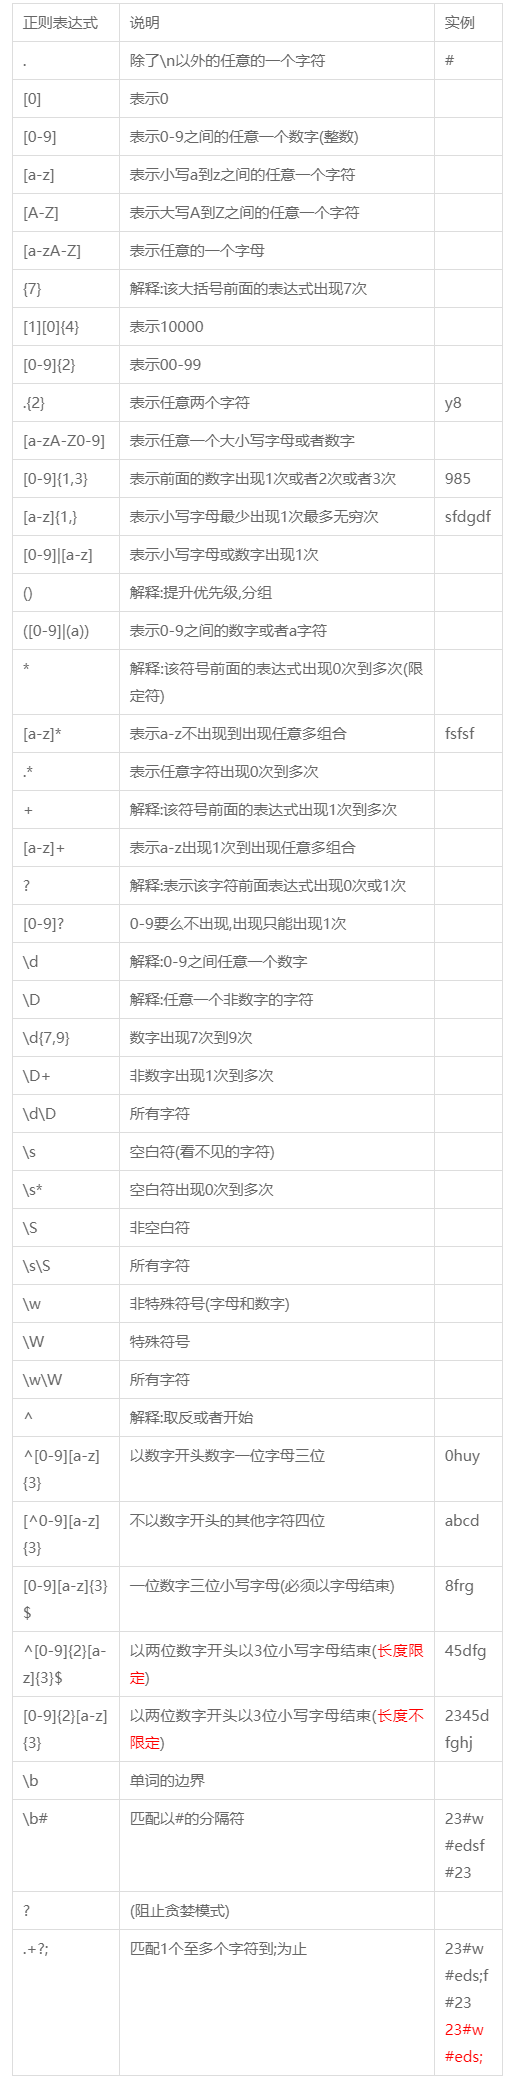 正则表达式 说明 实例
. 除了\n以外的任意的一个字符 #
[0] 表示0
[0-9] 表示0-9之间的任意一个数字(整数)
[a-z] 表示小写a到z之间的任意一个字符
[A-Z] 表示大写A到Z之间的任意一个字符
[a-zA-Z] 表示任意的一个字母
{7} 解释:该大括号前面的表达式出现7次
[1][0]{4} 表示10000
[0-9]{2} 表示00-99
.{2} 表示任意两个字符 y8
[a-zA-Z0-9] 表示任意一个大小写字母或者数字
[0-9]{1,3} 表示前面的数字出现1次或者2次或者3次 985
[a-z]{1,} 表示小写字母最少出现1次最多无穷次 sfdgdf
[0-9]|[a-z] 表示小写字母或数字出现1次
() 解释:提升优先级,分组
([0-9]|(a)) 表示0-9之间的数字或者a字符
* 解释:该符号前面的表达式出现0次到多次(限
定符)
[a-z]* 表示a-z不出现到出现任意多组合 fsfsf
.* 表示任意字符出现0次到多次
+ 解释:该符号前面的表达式出现1次到多次
[a-z]+ 表示a-z出现1次到出现任意多组合
? 解释:表示该字符前面表达式出现0次或1次
[0-9]? 0-9要么不出现,出现只能出现1次
\d 解释:0-9之间任意一个数字
\D 解释:任意一个非数字的字符
\d{7,9} 数字出现7次到9次
\D+ 非数字出现1次到多次
\d\D 所有字符
\s 空白符(看不见的字符)
\s* 空白符出现0次到多次
\S 非空白符
\s\S 所有字符
\w 非特殊符号(字母和数字)
\W 特殊符号
\w\W 所有字符
^ 解释:取反或者开始
^[0-9][a-z] 以数字开头数字一位字母三位 0huy
{3}
[^0-9][a-z] 不以数字开头的其他字符四位 abcd
{3}
[0-9][a-z]{3} 一位数字三位小写字母(必须以字母结束) 8frg
$
^[0-9]{2}[a- 以两位数字开头以3位小写字母结束(长度限 45dfg
z]{3}$ 定)
[0-9]{2}[a-z] 以两位数字开头以3位小写字母结束(长度不 2345d
{3} 限定) fghj
\b 单词的边界
\b# 匹配以#的分隔符 23#w
#edsf
#23
? (阻止贪婪模式)
.+?; 匹配1个至多个字符到;为止 23#w
#eds;f
#23
23#w
#eds;